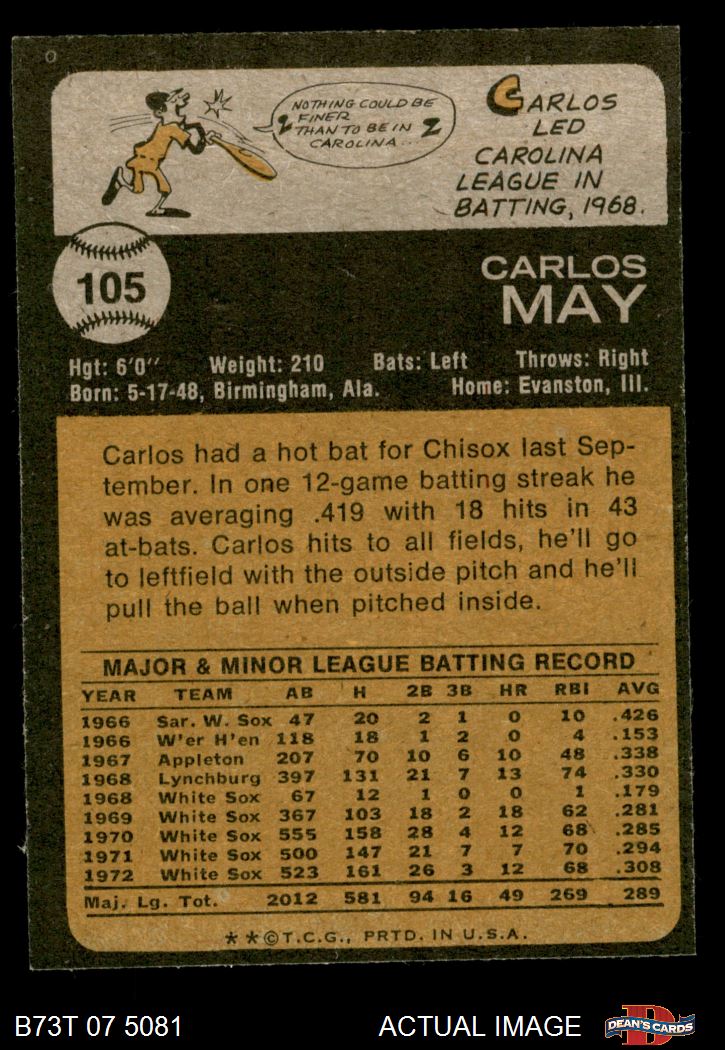 NOTHING COULD BE
FINER
THAN TO BE IN
CAROLINA...
CARLOS
LED
CAROLINA
LEAGUE IN
BATTING, 1968.
105
CARLOS
MAY
Hgt: 6'0" Weight: 210 Bats: Left Throws: Right
Born: 5-17-48, Birmingham, Ala. Home: Evanston, Ill.
Carlos had a hot bat for Chisox last Sep-
tember. In one 12-game batting streak he
was averaging .419 with 18 hits in 43
at-bats. Carlos hits to all fields, he'll go
to leftfield with the outside pitch and he'll
pull the ball when pitched inside.
MAJOR & MINOR LEAGUE BATTING RECORD
YEAR TEAM AB H 2B 3B HR RBI AVG
1966 Sar. W. Sox 47 20 2 1 0 10 .426
1966 W'er H'en 118 18 1 2 0 4 .153
1967 Appleton 207 70 10 6 10 48 .338
1968 Lynchburg 397 131 21 7 13 74 .330
1968 White Sox 67 12 1 0 0 1 .179
1969 White Sox 367 103 18 2 18 62 .281
1970 White Sox 555 158 28 4 12 68 .285
1971 White Sox 500 147 21 7 7 70 .294
1972 White Sox 523 161 26 3 12 68 .308
Maj. Lg. Tot. 2012 581 94 16 49 269 289
**©T.C.G., PRTD. IN U.S.A.
B73T 07 5081 ACTUAL IMAGE DEAN'S CARDS